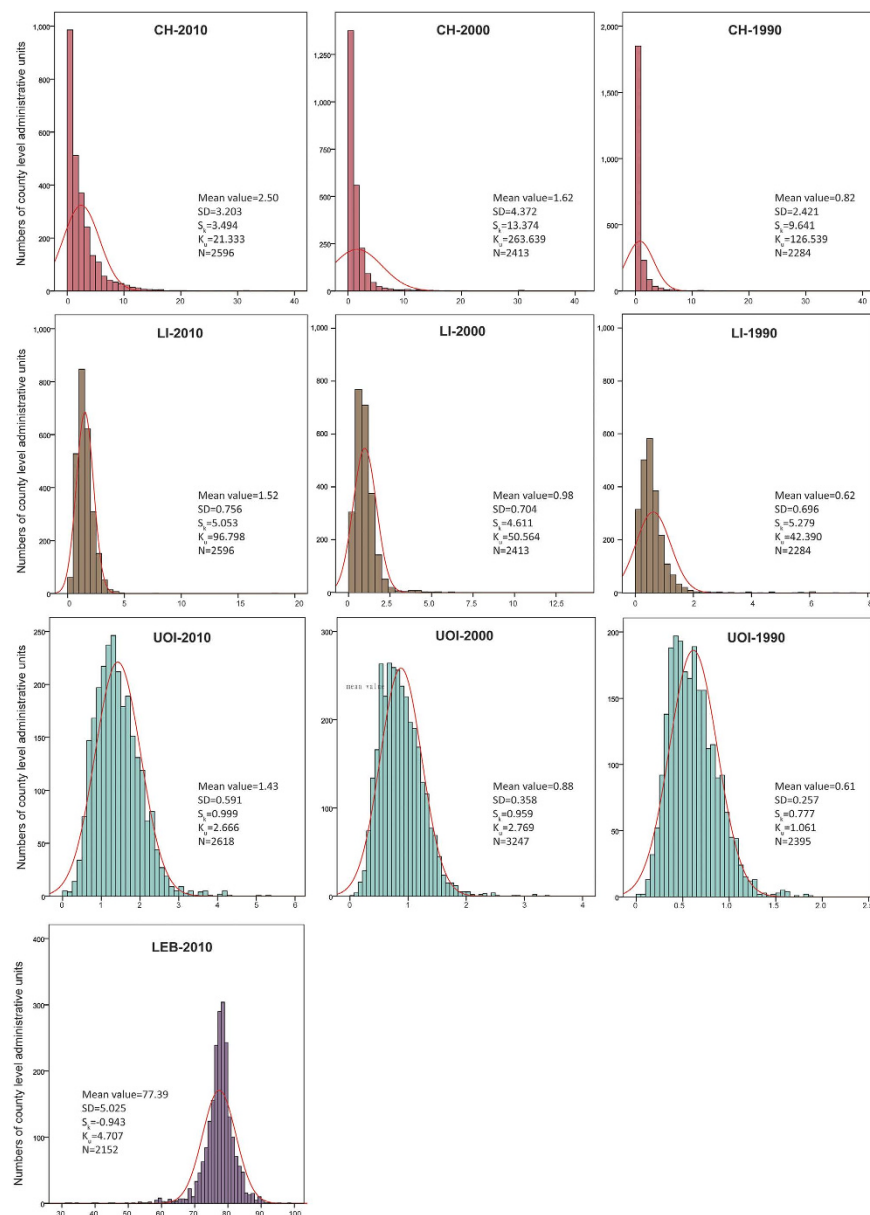 Numbers of county level administrative units
CH-2010
1,000
800
600
400
200
0
0 10 20 30 40
Mean value=2.50
SD=3.203
Sk=3.494
Ku=21.333
N=2596
CH-2000
1,250
1,000
750
500
250
0
0 10 20 30 40
Mean value=1.62
SD=4.372
Sk=13.374
Ku=263.639
N=2413
CH-1990
2,000
1,500
1,000
500
0
0 10 20 30 40
Mean value=0.82
SD=2.421
Sk=9.641
Ku=126.539
N=2284
Numbers of county level administrative units
LI-2010
1,000
800
600
400
200
0
0 5 10 15 20
Mean value=1.52
SD=0.756
Sk=5.053
Ku=96.798
N=2596
LI-2000
1,000
800
600
400
200
0
0 2.5 5.0 7.5 10.0 12.5
Mean value=0.98
SD=0.704
Sk=4.611
Ku=50.564
N=2413
LI-1990
1,000
800
600
400
200
0
0 2 4 6 8
Mean value=0.62
SD=0.696
Sk=5.279
Ku=42.390
N=2284
Numbers of county level administrative units
UOI-2010
250
200
150
100
50
0
0 1 2 3 4 5 6
Mean value=1.43
SD=0.591
Sk=0.999
Ku=2.666
N=2618
UOI-2000
300
200
100
0
0 1 2 3 4
mean value
Mean value=0.88
SD=0.358
Sk=0.959
Ku=2.769
N=3247
UOI-1990
200
150
100
50
0
0 0.5 1.0 1.5 2.0 2.5
Mean value=0.61
SD=0.257
Sk=0.777
Ku=1.061
N=2395
Numbers of county level administrative units
LEB-2010
400
300
200
100
0
30 40 50 60 70 80 90 100
Mean value=77.39
SD=5.025
Sk=-0.943
Ku=4.707
N=2152